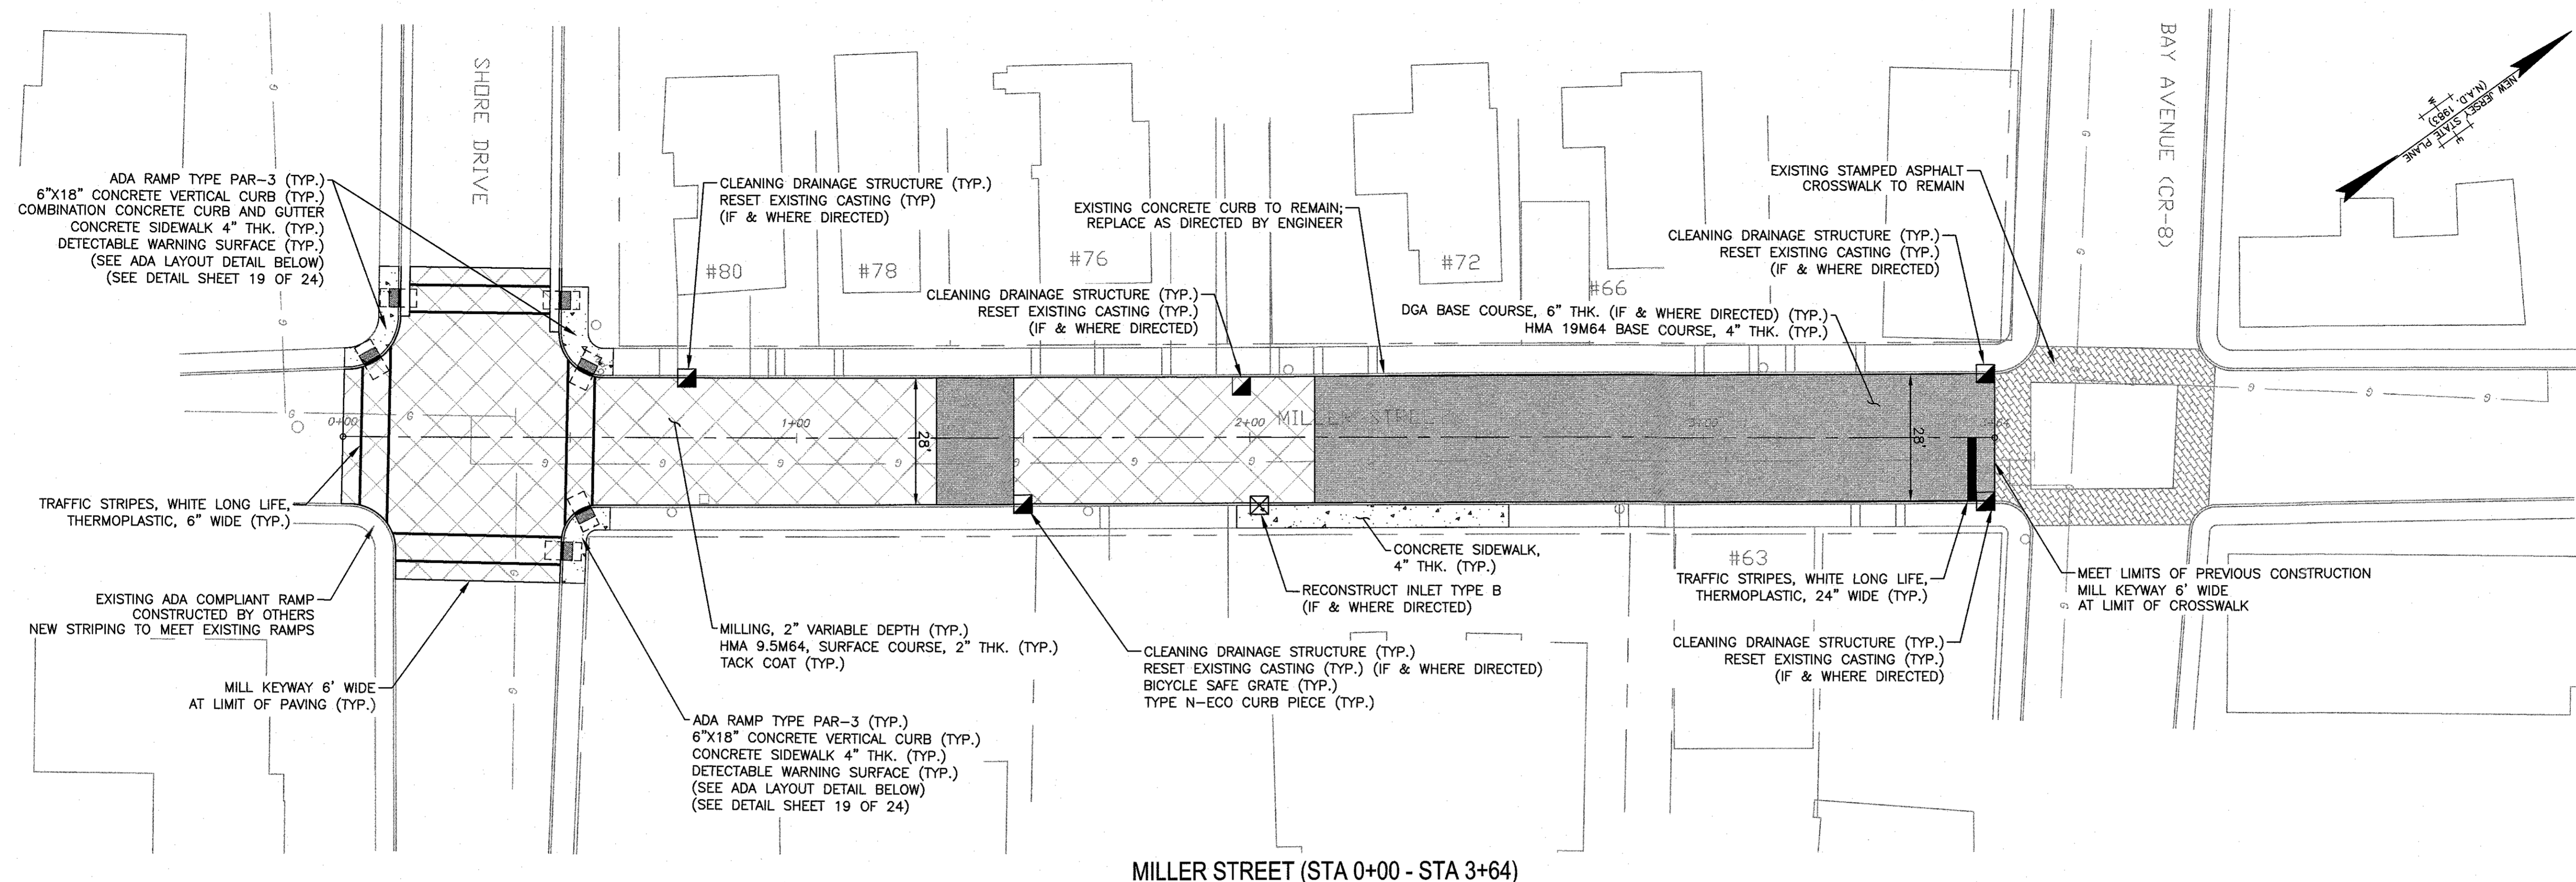 SHORE DRIVE
BAY AVENUE (CR-8)
NEW JERSEY STATE PLANE
(N.A.D. 1983)
ADA RAMP TYPE PAR-3 (TYP.)
6"X18" CONCRETE VERTICAL CURB (TYP.)
COMBINATION CONCRETE CURB AND GUTTER
CONCRETE SIDEWALK 4" THK. (TYP.)
DETECTABLE WARNING SURFACE (TYP.)
(SEE ADA LAYOUT DETAIL BELOW)
(SEE DETAIL SHEET 19 OF 24)
CLEANING DRAINAGE STRUCTURE (TYP.)
RESET EXISTING CASTING (TYP)
(IF & WHERE DIRECTED)
EXISTING CONCRETE CURB TO REMAIN;
REPLACE AS DIRECTED BY ENGINEER
EXISTING STAMPED ASPHALT
CROSSWALK TO REMAIN
CLEANING DRAINAGE STRUCTURE (TYP.)
RESET EXISTING CASTING (TYP.)
(IF & WHERE DIRECTED)
#80
#78
#76
#72
#66
CLEANING DRAINAGE STRUCTURE (TYP.)
RESET EXISTING CASTING (TYP.)
(IF & WHERE DIRECTED)
DGA BASE COURSE, 6" THK. (IF & WHERE DIRECTED) (TYP.)
HMA 19M64 BASE COURSE, 4" THK. (TYP.)
0+00
1+00
28'
2+00
MILLER STREE
3+00
28'
3+64
TRAFFIC STRIPES, WHITE LONG LIFE,
THERMOPLASTIC, 6" WIDE (TYP.)
EXISTING ADA COMPLIANT RAMP
CONSTRUCTED BY OTHERS
NEW STRIPING TO MEET EXISTING RAMPS
MILL KEYWAY 6' WIDE
AT LIMIT OF PAVING (TYP.)
MILLING, 2" VARIABLE DEPTH (TYP.)
HMA 9.5M64, SURFACE COURSE, 2" THK. (TYP.)
TACK COAT (TYP.)
ADA RAMP TYPE PAR-3 (TYP.)
6"X18" CONCRETE VERTICAL CURB (TYP.)
CONCRETE SIDEWALK 4" THK. (TYP.)
DETECTABLE WARNING SURFACE (TYP.)
(SEE ADA LAYOUT DETAIL BELOW)
(SEE DETAIL SHEET 19 OF 24)
CONCRETE SIDEWALK,
4" THK. (TYP.)
RECONSTRUCT INLET TYPE B
(IF & WHERE DIRECTED)
CLEANING DRAINAGE STRUCTURE (TYP.)
RESET EXISTING CASTING (TYP.) (IF & WHERE DIRECTED)
BICYCLE SAFE GRATE (TYP.)
TYPE N-ECO CURB PIECE (TYP.)
#63
TRAFFIC STRIPES, WHITE LONG LIFE,
THERMOPLASTIC, 24" WIDE (TYP.)
CLEANING DRAINAGE STRUCTURE (TYP.)
RESET EXISTING CASTING (TYP.)
(IF & WHERE DIRECTED)
MEET LIMITS OF PREVIOUS CONSTRUCTION
MILL KEYWAY 6' WIDE
AT LIMIT OF CROSSWALK
MILLER STREET (STA 0+00 - STA 3+64)